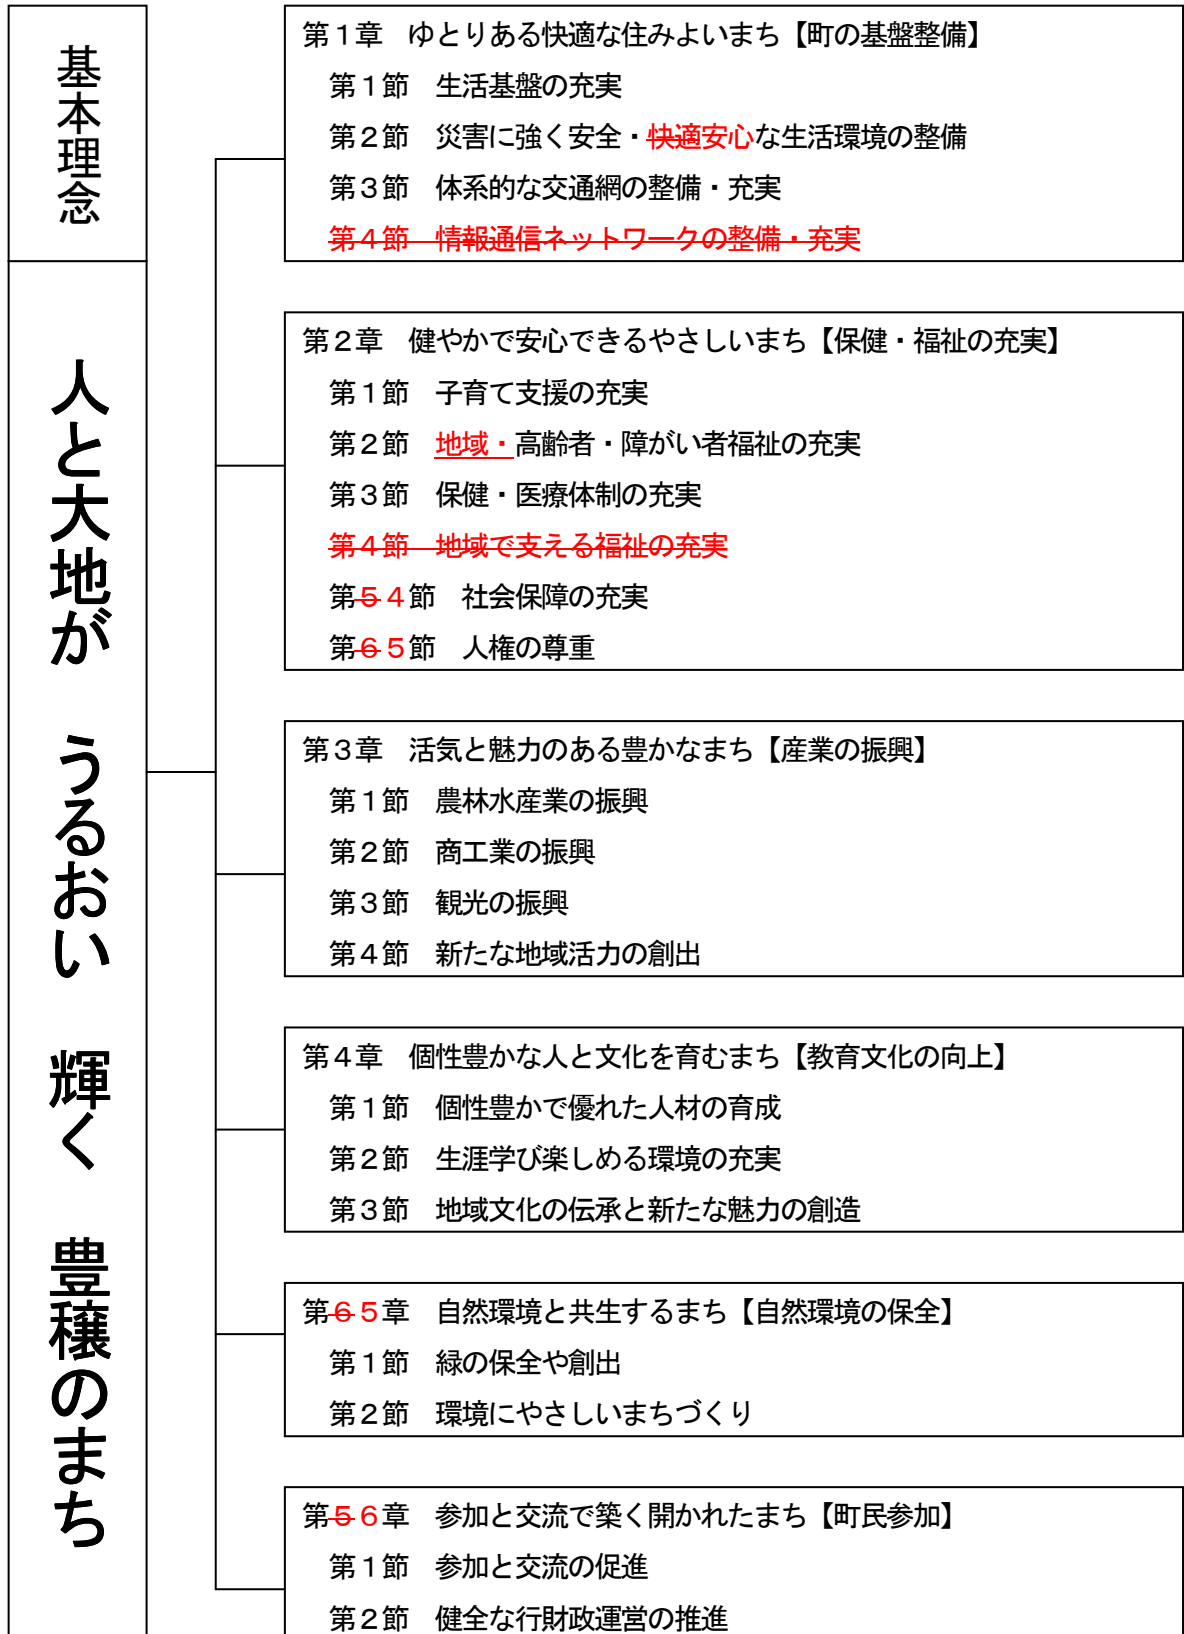 基本理念
人と大地が　うるおい　輝く　豊穣のまち
第１章　ゆとりある快適な住みよいまち【町の基盤整備】
第１節　生活基盤の充実
第２節　災害に強く安全・快適安心な生活環境の整備
第３節　体系的な交通網の整備・充実
第４節　情報通信ネットワークの整備・充実
第２章　健やかで安心できるやさしいまち【保健・福祉の充実】
第１節　子育て支援の充実
第２節　地域・高齢者・障がい者福祉の充実
第３節　保健・医療体制の充実
第４節　地域で支える福祉の充実
第５４節　社会保障の充実
第６５節　人権の尊重
第３章　活気と魅力のある豊かなまち【産業の振興】
第１節　農林水産業の振興
第２節　商工業の振興
第３節　観光の振興
第４節　新たな地域活力の創出
第４章　個性豊かな人と文化を育むまち【教育文化の向上】
第１節　個性豊かで優れた人材の育成
第２節　生涯学び楽しめる環境の充実
第３節　地域文化の伝承と新たな魅力の創造
第６５章　自然環境と共生するまち【自然環境の保全】
第１節　緑の保全や創出
第２節　環境にやさしいまちづくり
第５６章　参加と交流で築く開かれたまち【町民参加】
第１節　参加と交流の促進
第２節　健全な行財政運営の推進